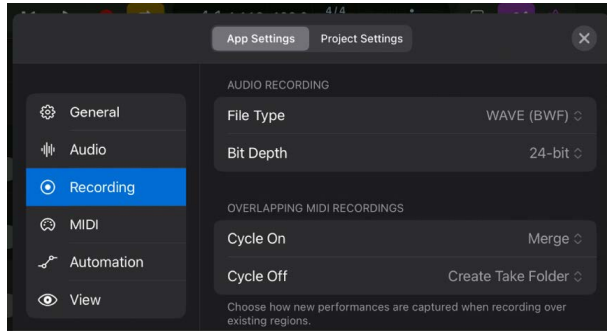 4/4
App Settings
Project Settings
AUDIO RECORDING
General
File Type
WAVE (BWF)
Audio
Bit Depth
24-bit
Recording
OVERLAPPING MIDI RECORDINGS
MIDI
Cycle On
Merge
Automation
Cycle Off
Create Take Folder
View
Choose how new performances are captured when recording over
existing regions.